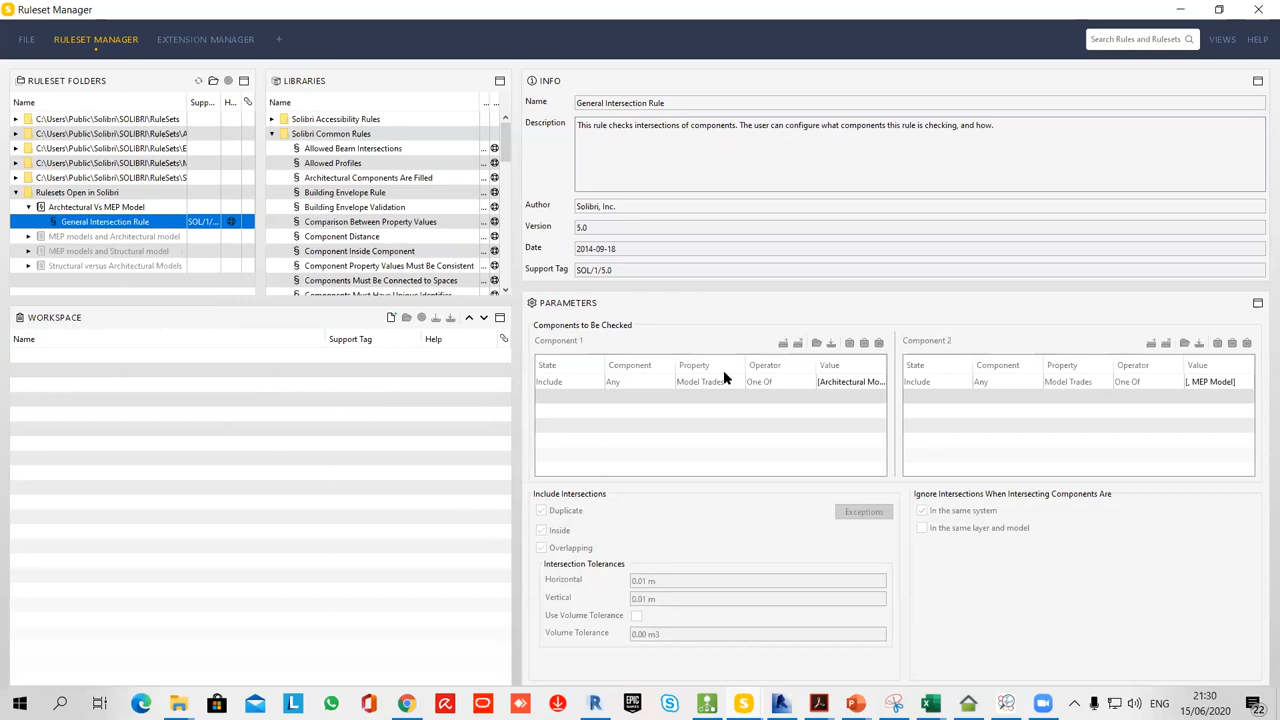 Ruleset Manager
FILE RULESET MANAGER EXTENSION MANAGER + Search Rules and Rulesets VIEWS HELP
RULESET FOLDERS
Name Supp... H...
C:\Users\Public\Solibri\SOLIBRI\RuleSets
C:\Users\Public\Solibri\SOLIBRI\RuleSets\A
C:\Users\Public\Solibri\SOLIBRI\RuleSets\E
C:\Users\Public\Solibri\SOLIBRI\RuleSets\M
C:\Users\Public\Solibri\SOLIBRI\RuleSets\S
Rulesets Open in Solibri
Archtectural Vs MEP Model
§ General Intersection Rule SOL/1/...
MEP models and Architectural model
MEP models and Structural model
Structural versus Architectural Models
LIBRARIES
Name ... ...
Solibri Accessibility Rules
Solibri Common Rules
§ Allowed Beam Intersections ...
§ Allowed Profiles ...
§ Architectural Components Are Filled ...
§ Building Envelope Rule ...
§ Building Envelope Validation ...
§ Comparison Between Property Values ...
§ Component Distance ...
§ Component Inside Component ...
§ Component Property Values Must Be Consistent ...
§ Components Must Be Connected to Spaces ...
§ Components Must Have Unique Identifier ...
WORKSPACE
Name Support Tag Help
INFO
Name General Intersection Rule
Description This rule checks intersections of components. The user can configure what components this rule is checking, and how.
Author Solibri, Inc.
Version 5.0
Date 2014-09-18
Support Tag SOL/1/5.0
PARAMETERS
Components to Be Checked
Component 1
State Component Property Operator Value
Include Any Model Trades One Of [Architectural Mo...
Component 2
State Component Property Operator Value
Include Any Model Trades One Of [, MEP Model]
Include Intersections
Duplicate Exceptions
Inside
Overlapping
Intersection Tolerances
Horizontal 0.01 m
Vertical 0.01 m
Use Volume Tolerance
Volume Tolerance 0.00 m3
Ignore Intersections When Intersecting Components Are
In the same system
In the same layer and model
ENG 21:30
15/06/2020 22